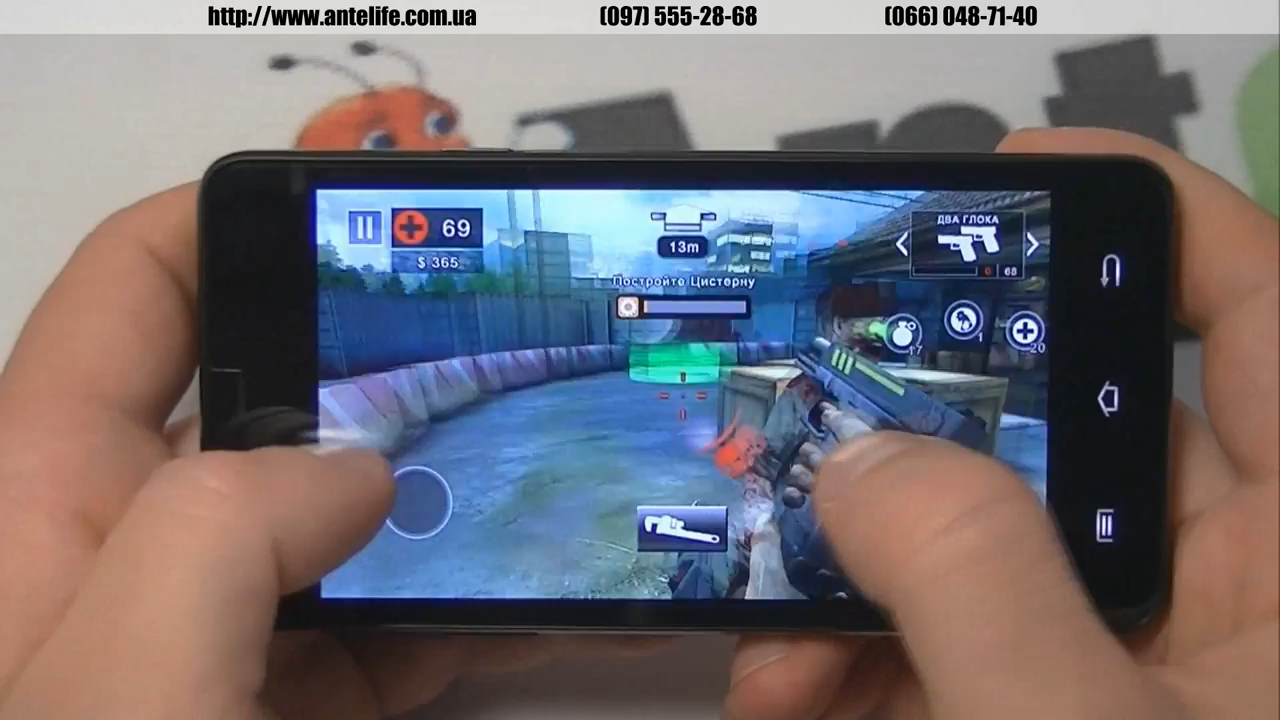 http://www.antelife.com.ua (097) 555-28-68 (066) 048-71-40
69
$ 365
13m
Постройте Цистерну
ДВА ГЛОКА
0 68
17
1
20